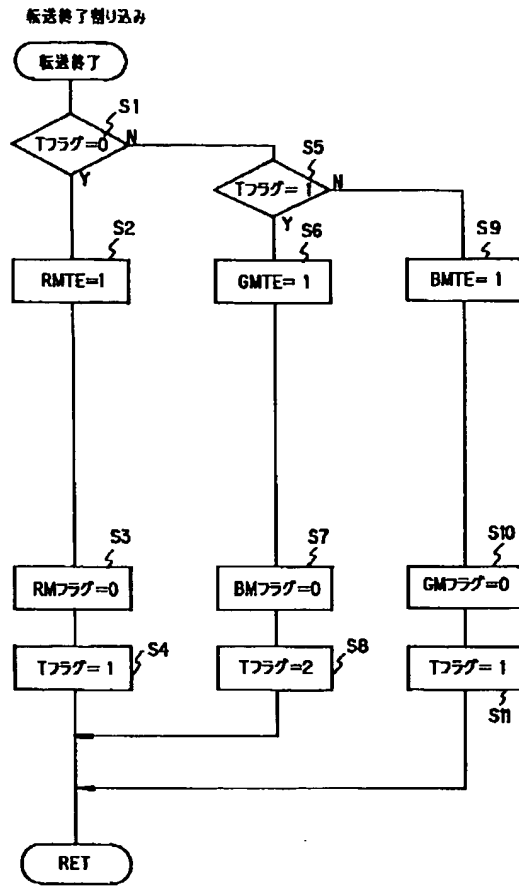 転送終了割り込み
転送終了
S1
Tフラグ=0
N
Y
S5
Tフラグ= 1
N
Y
S2
RMTE=1
S6
GMTE= 1
S9
BMTE= 1
S3
RMフラグ=0
S7
BMフラグ=0
S10
GMフラグ=0
S4
Tフラグ= 1
S8
Tフラグ=2
Tフラグ= 1
S11
RET